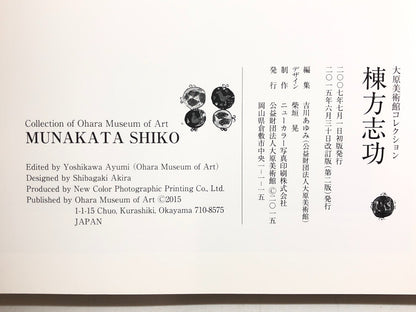 大原美術館コレクション
棟方志功
二〇〇七年七月一日初版発行
二〇一五年六月三十日改訂版(第二版)発行
編集 吉川あゆみ(公益財団法人大原美術館)
デザイン 柴垣 晃
制作 ニューカラー写真印刷株式会社
発行 公益財団法人大原美術館©二〇一五
岡山県倉敷市中央一-一-一五
Collection of Ohara Museum of Art
MUNAKATA SHIKO
Edited by Yoshikawa Ayumi (Ohara Museum of Art)
Designed by Shibagaki Akira
Produced by New Color Photographic Printing Co., Ltd.
Published by Ohara Museum of Art ©2015
1-1-15 Chuo, Kurashiki, Okayama 710-8575
JAPAN